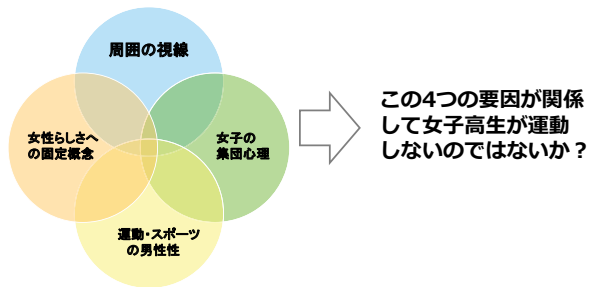 周囲の視線
女性らしさへ
の固定概念
女子の
集団心理
運動・スポーツ
の男性性
この4つの要因が関係
して女子高生が運動
しないのではないか？